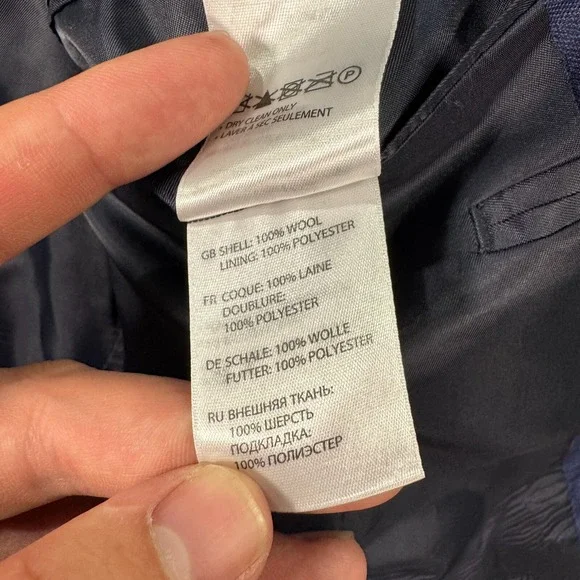 P
DRY CLEAN ONLY
LAVER À SEC SEULEMENT
GB SHELL: 100% WOOL
LINING: 100% POLYESTER
FR COQUE: 100% LAINE
DOUBLURE:
100% POLYESTER
DE SCHALE: 100% WOLLE
FUTTER: 100% POLYESTER
RU ВНЕШНЯЯ ТКАНЬ:
100% ШЕРСТЬ
ПОДКЛАДКА:
100% ПОЛИЭСТЕР